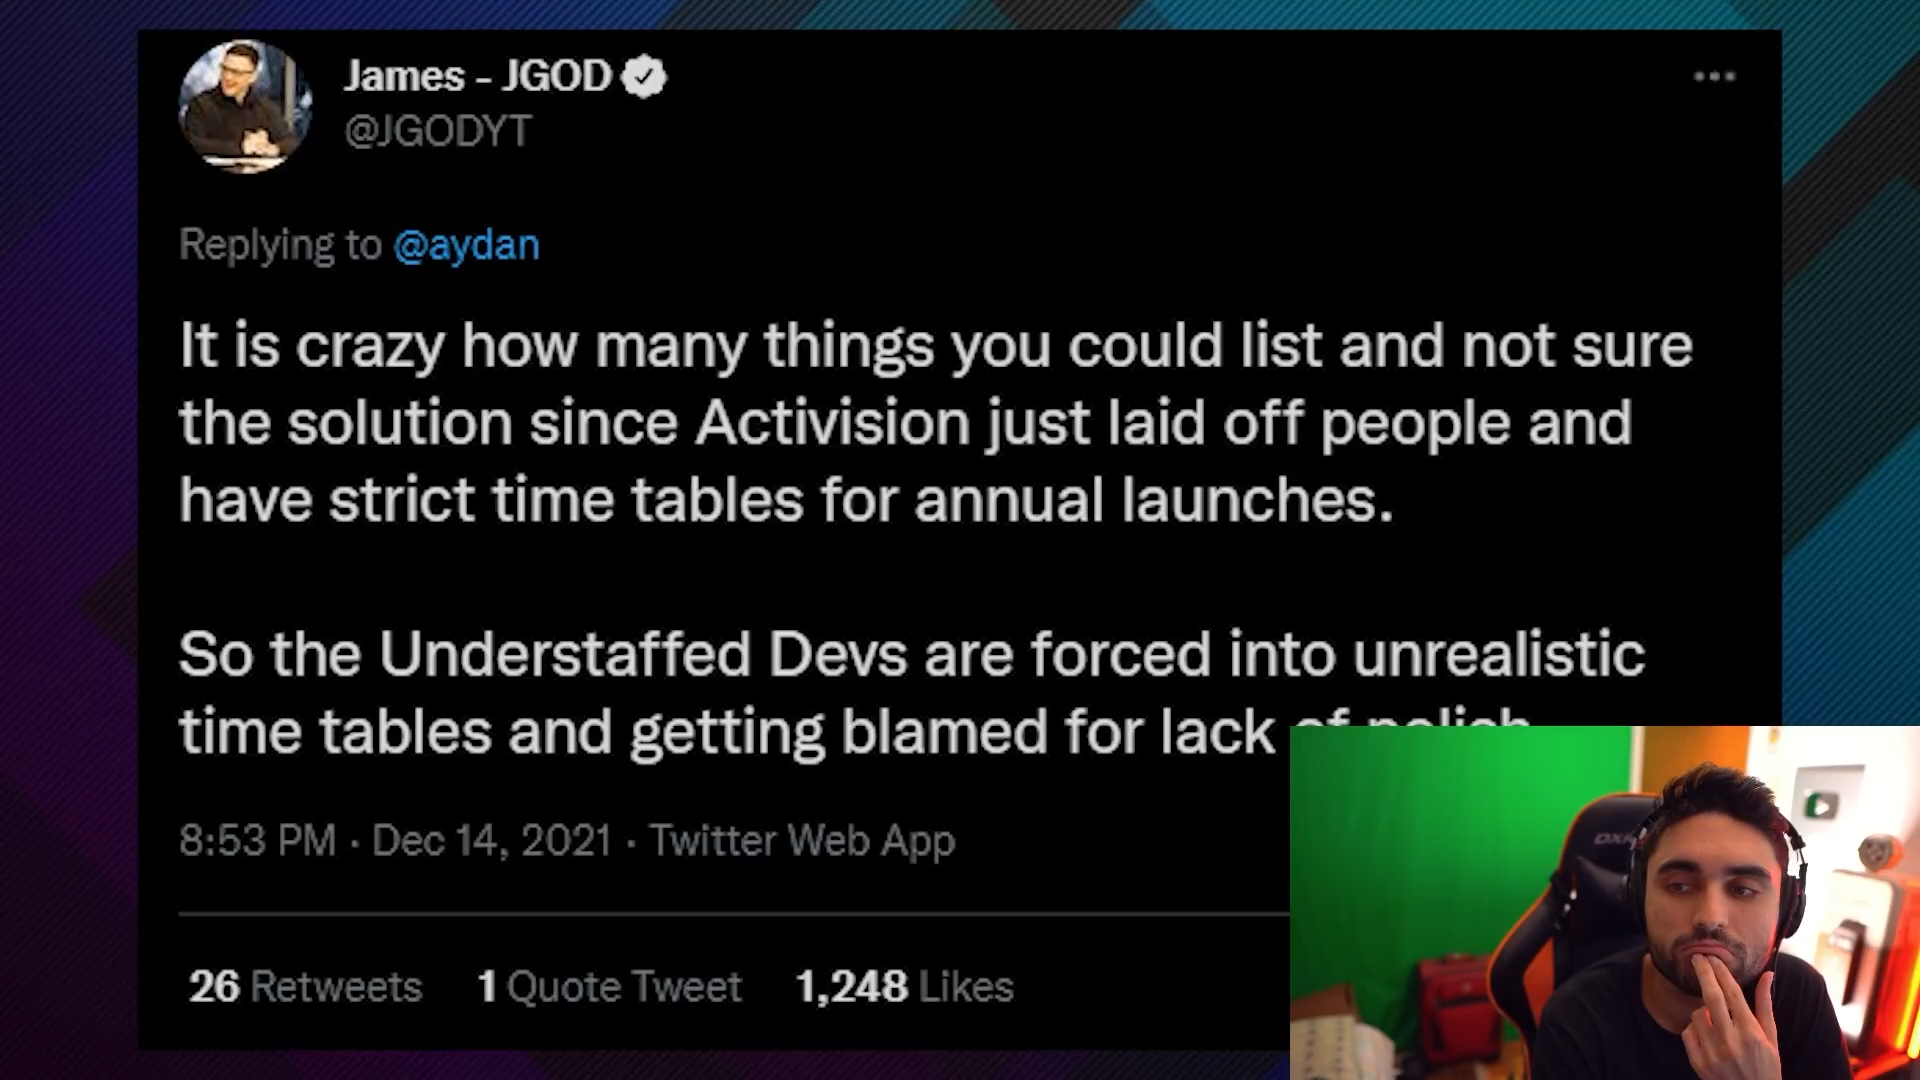 James - JGOD
@JGODYT
Replying to @aydan
It is crazy how many things you could list and not sure
the solution since Activision just laid off people and
have strict time tables for annual launches.
So the Understaffed Devs are forced into unrealistic
time tables and getting blamed for lack of polish
8:53 PM · Dec 14, 2021 · Twitter Web App
26 Retweets 1 Quote Tweet 1,248 Likes